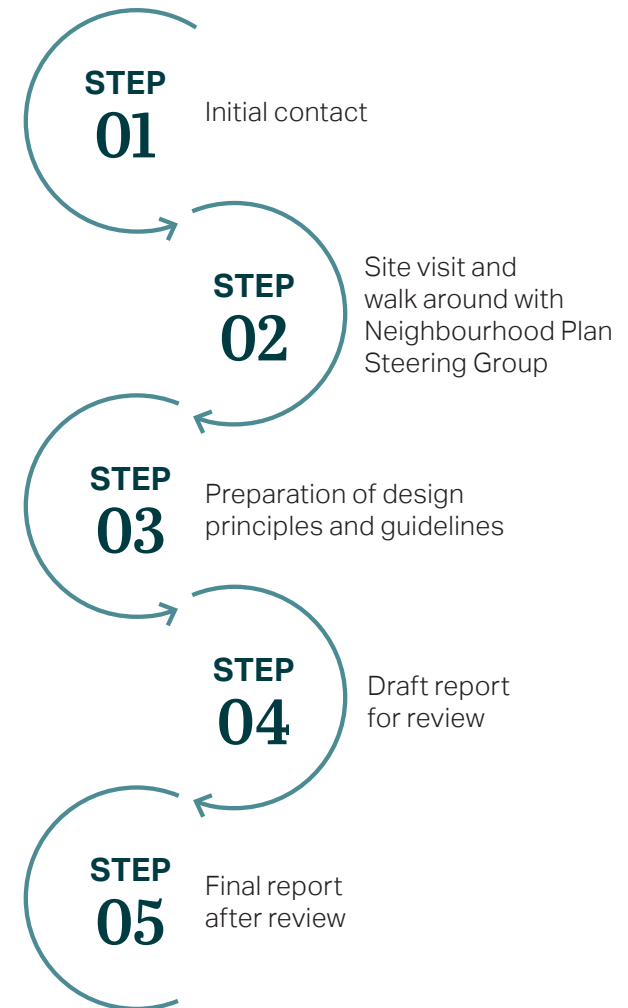 STEP
01
Initial contact
STEP
02
Site visit and
walk around with
Neighbourhood Plan
Steering Group
STEP
03
Preparation of design
principles and guidelines
STEP
04
Draft report
for review
STEP
05
Final report
after review